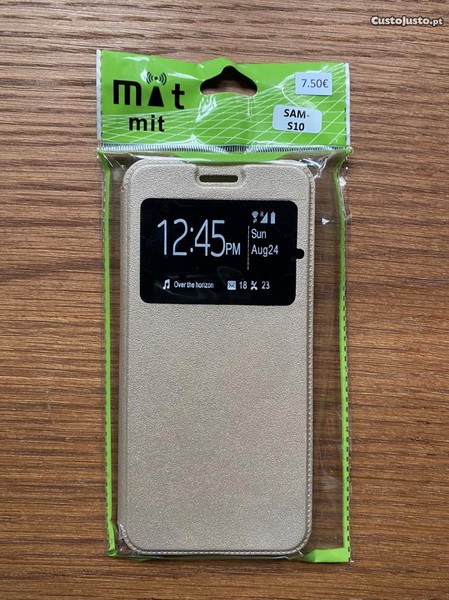 CustoJusto.pt
7.50€
mit
mit
SAM-
S10
12:45PM
Sun
Aug24
Over the horizon
18
23